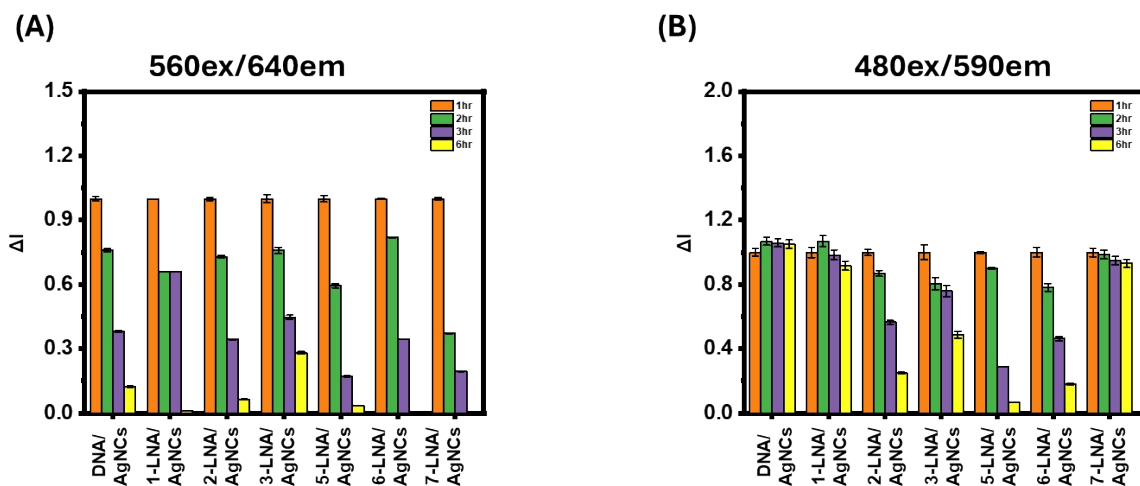 (A)
560ex/640em
1.5
1.2
0.9
0.6
0.3
0.0
ΔI
1hr
2hr
3hr
6hr
DNA/
AgNCs
1-LNA/
AgNCs
2-LNA/
AgNCs
3-LNA/
AgNCs
5-LNA/
AgNCs
6-LNA/
AgNCs
7-LNA/
AgNCs
(B)
480ex/590em
2.0
1.6
1.2
0.8
0.4
0.0
ΔI
1hr
2hr
3hr
6hr
DNA/
AgNCs
1-LNA/
AgNCs
2-LNA/
AgNCs
3-LNA/
AgNCs
5-LNA/
AgNCs
6-LNA/
AgNCs
7-LNA/
AgNCs